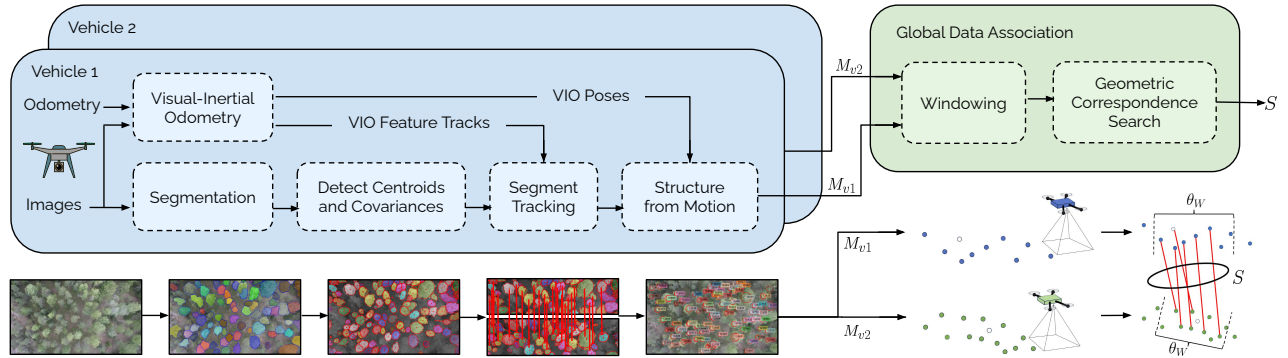 Vehicle 2
Vehicle 1
Odometry
Images
Visual-Inertial
Odometry
VIO Poses
VIO Feature Tracks
Segmentation
Detect Centroids
and Covariances
Segment
Tracking
Structure
from Motion
M_{v2}
M_{v1}
Global Data Association
Windowing
Geometric
Correspondence
Search
S
M_{v1}
M_{v2}
θ_W
S
θ_W